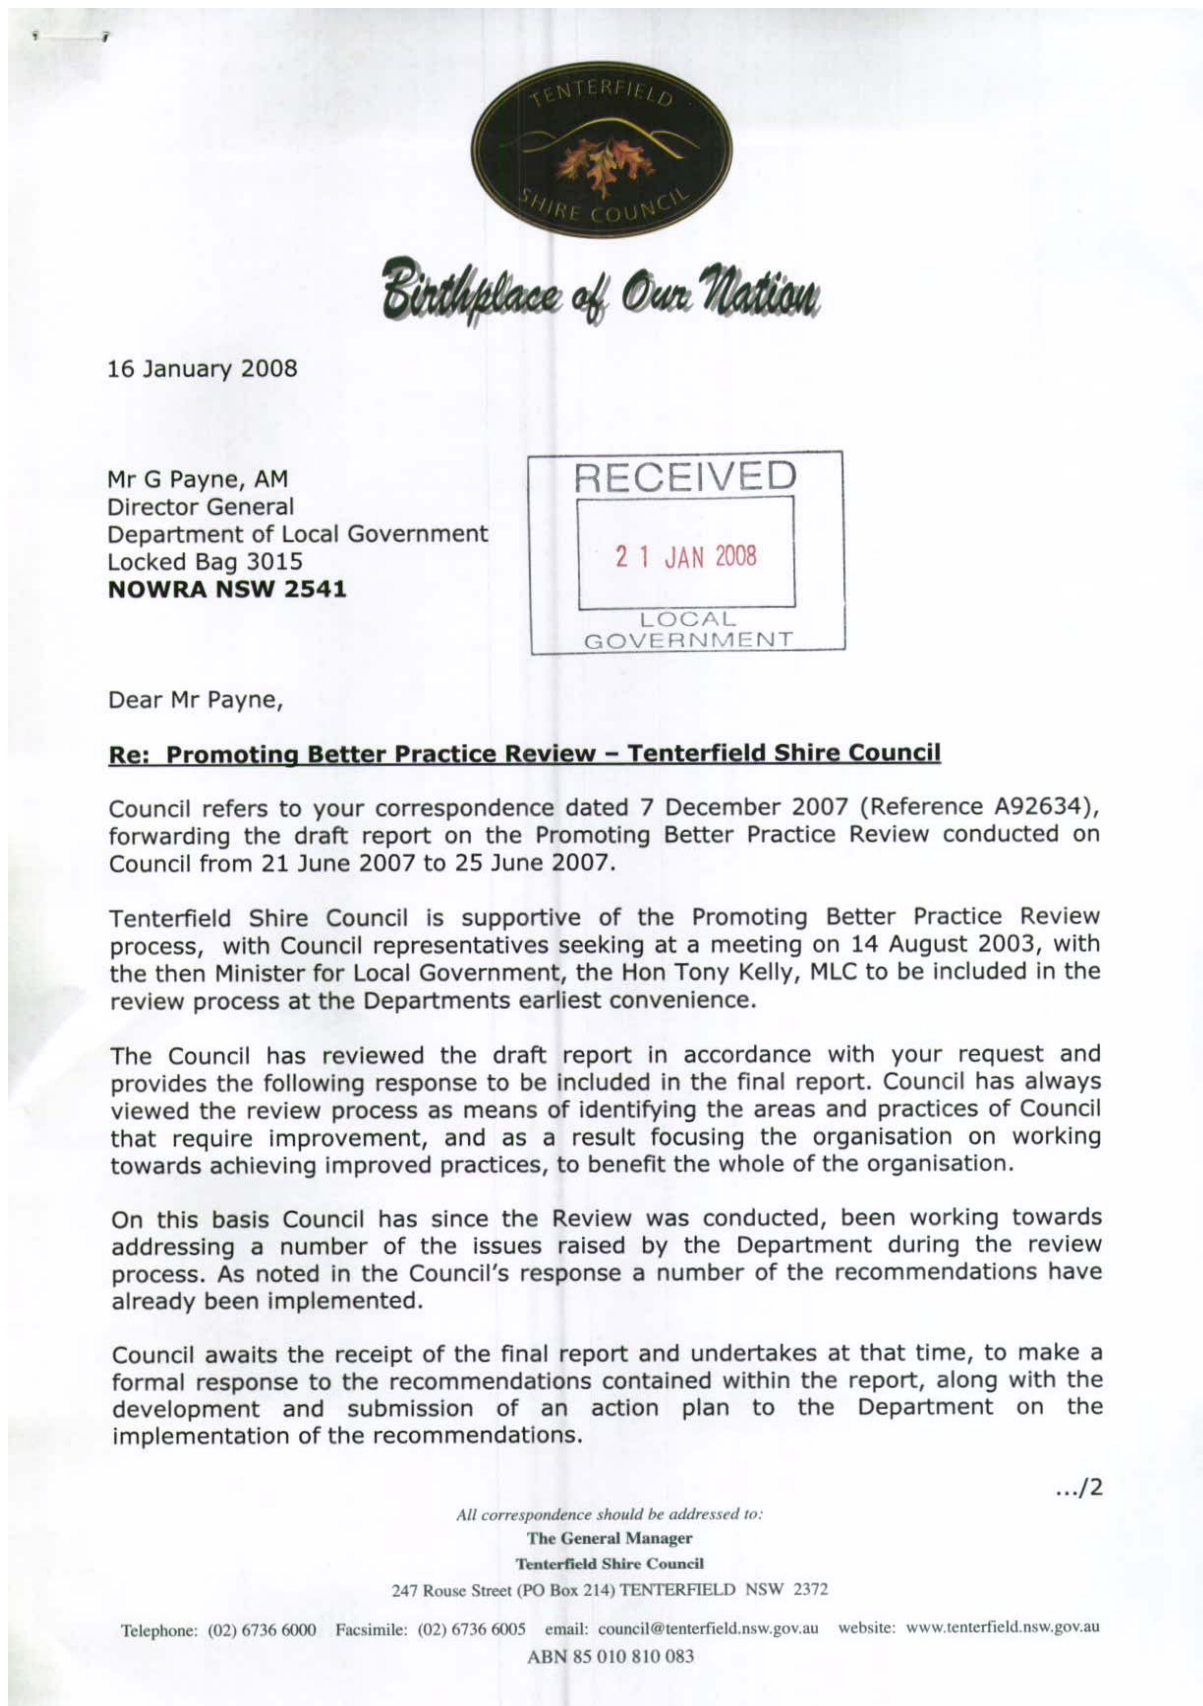 TENTERFIELD
SHIRE COUNCIL
Birthplace of Our Nation
16 January 2008
Mr G Payne, AM
Director General
Department of Local Government
Locked Bag 3015
NOWRA NSW 2541
RECEIVED
21 JAN 2008
LOCAL
GOVERNMENT
Dear Mr Payne,
Re: Promoting Better Practice Review – Tenterfield Shire Council
Council refers to your correspondence dated 7 December 2007 (Reference A92634),
forwarding the draft report on the Promoting Better Practice Review conducted on
Council from 21 June 2007 to 25 June 2007.
Tenterfield Shire Council is supportive of the Promoting Better Practice Review
process, with Council representatives seeking at a meeting on 14 August 2003, with
the then Minister for Local Government, the Hon Tony Kelly, MLC to be included in the
review process at the Departments earliest convenience.
The Council has reviewed the draft report in accordance with your request and
provides the following response to be included in the final report. Council has always
viewed the review process as means of identifying the areas and practices of Council
that require improvement, and as a result focusing the organisation on working
towards achieving improved practices, to benefit the whole of the organisation.
On this basis Council has since the Review was conducted, been working towards
addressing a number of the issues raised by the Department during the review
process. As noted in the Council's response a number of the recommendations have
already been implemented.
Council awaits the receipt of the final report and undertakes at that time, to make a
formal response to the recommendations contained within the report, along with the
development and submission of an action plan to the Department on the
implementation of the recommendations.
.../2
All correspondence should be addressed to:
The General Manager
Tenterfield Shire Council
247 Rouse Street (PO Box 214) TENTERFIELD NSW 2372
Telephone: (02) 6736 6000 Facsimile: (02) 6736 6005 email: council@tenterfield.nsw.gov.au website: www.tenterfield.nsw.gov.au
ABN 85 010 810 083